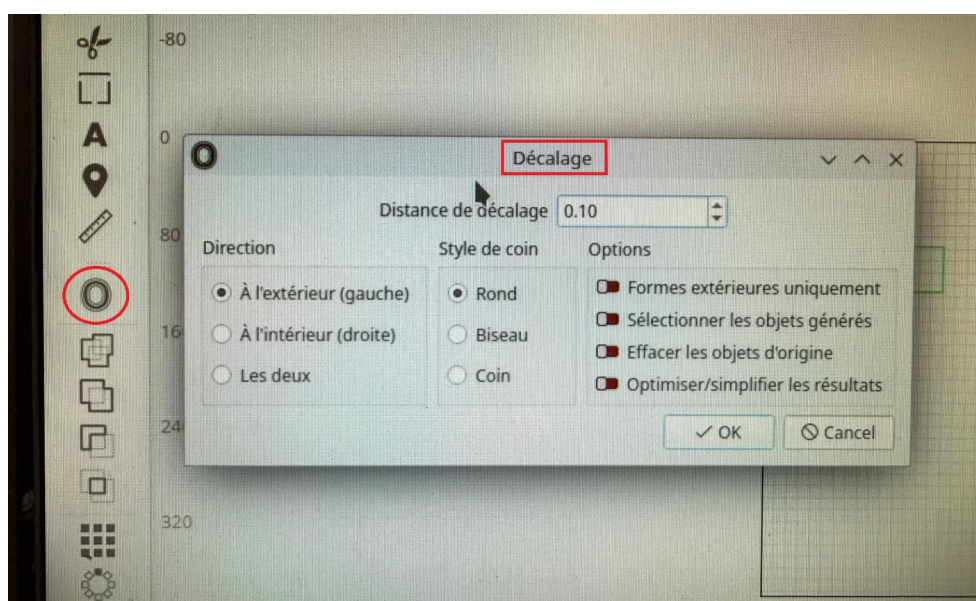 -80
A
0
Décalage
Distance de décalage 0.10
80
Direction
Style de coin
Options
À l'extérieur (gauche)
Rond
Formes extérieures uniquement
160
À l'intérieur (droite)
Biseau
Sélectionner les objets générés
Les deux
Coin
Effacer les objets d'origine
Optimiser/simplifier les résultats
24
OK
Cancel
320